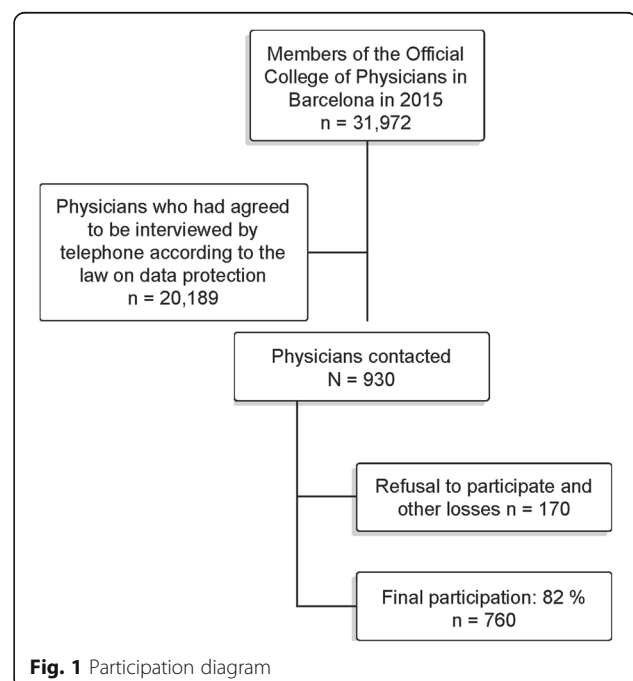 Members of the Official
College of Physicians in
Barcelona in 2015
n = 31,972
Physicians who had agreed
to be interviewed by
telephone according to the
law on data protection
n = 20,189
Physicians contacted
N = 930
Refusal to participate and
other losses n = 170
Final participation: 82 %
n = 760
Fig. 1 Participation diagram